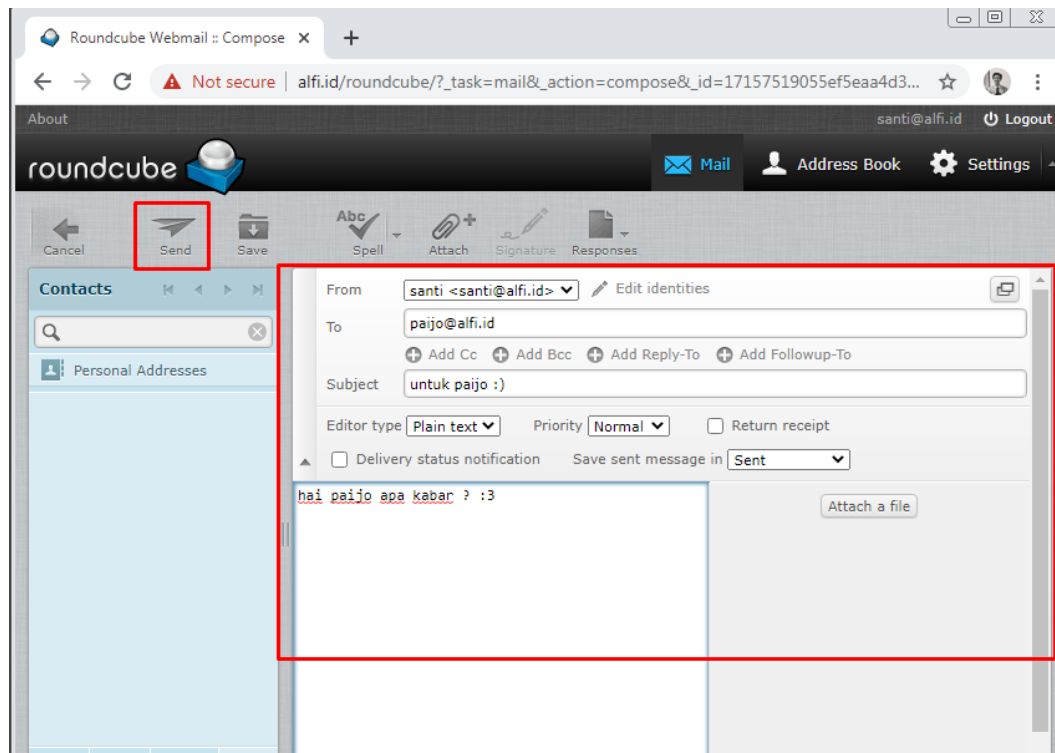 Roundcube Webmail :: Compose
Not secure | alfi.id/roundcube/?_task=mail&_action=compose&_id=17157519055ef5eaa4d3...
About santi@alfi.id Logout
roundcube Mail Address Book Settings
Abc
Cancel Send Save Spell Attach Signature Responses
Contacts
From santi <santi@alfi.id> Edit identities
To paijo@alfi.id
Add Cc Add Bcc Add Reply-To Add Followup-To
Personal Addresses
Subject untuk paijo :)
Editor type Plain text Priority Normal Return receipt
Delivery status notification Save sent message in Sent
hai paijo apa kabar ? :3
Attach a file